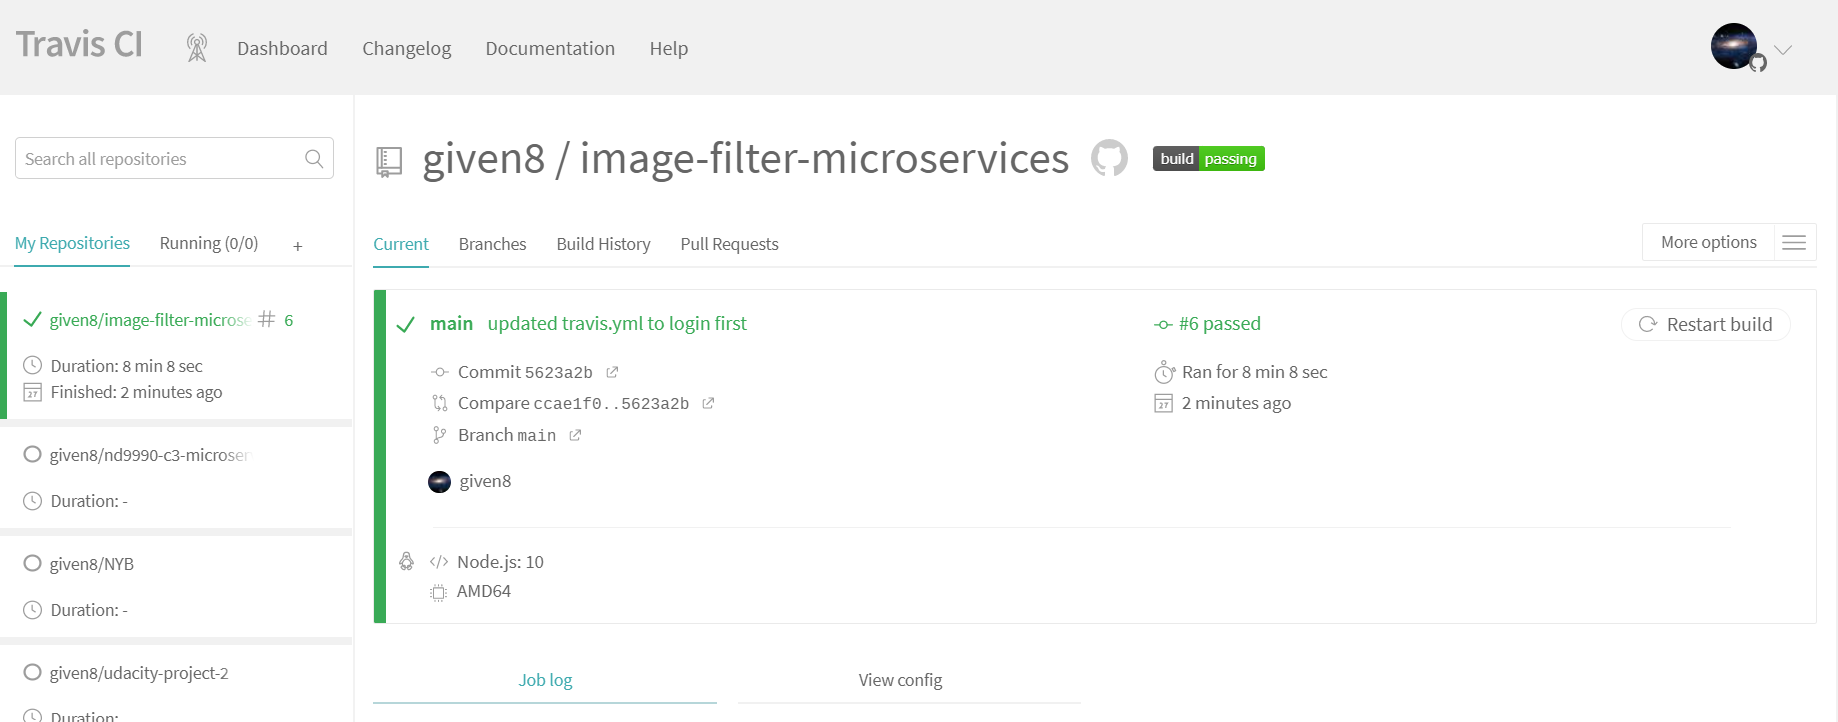 Travis CI
Dashboard Changelog Documentation Help
Search all repositories
My Repositories Running (0/0) +
given8/image-filter-microse # 6
Duration: 8 min 8 sec
27 Finished: 2 minutes ago
given8/nd9990-c3-microser
Duration: -
given8/NYB
Duration: -
given8/udacity-project-2
Duration:
given8 / image-filter-microservices build passing
Current Branches Build History Pull Requests
More options
main updated travis.yml to login first
Commit 5623a2b
Compare ccae1f0..5623a2b
Branch main
given8
#6 passed
Ran for 8 min 8 sec
27 2 minutes ago
Restart build
</> Node.js: 10
AMD64
Job log View config